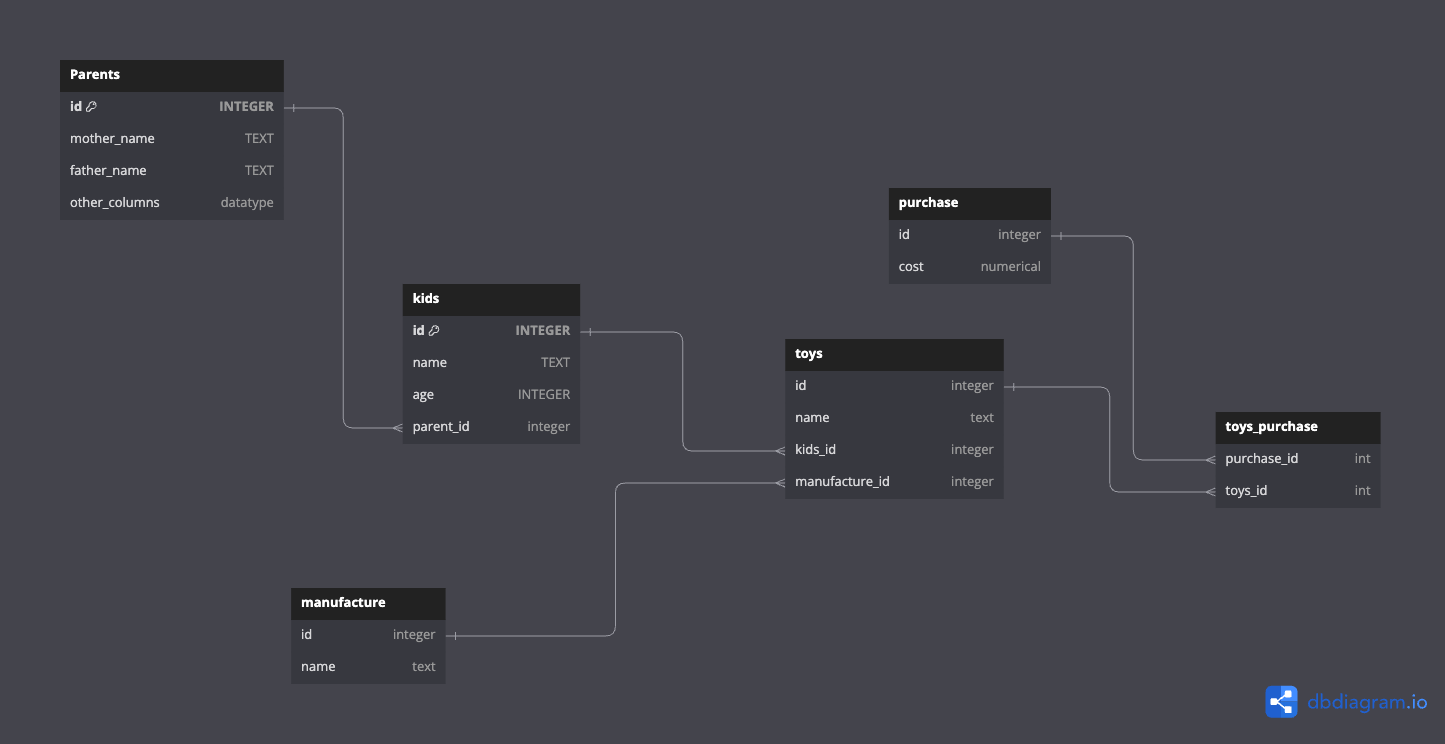 Parents
id INTEGER
mother_name TEXT
father_name TEXT
other_columns datatype
purchase
id integer
cost numerical
kids
id INTEGER
name TEXT
age INTEGER
parent_id integer
toys
id integer
name text
kids_id integer
manufacture_id integer
toys_purchase
purchase_id int
toys_id int
manufacture
id integer
name text
dbdiagram.io